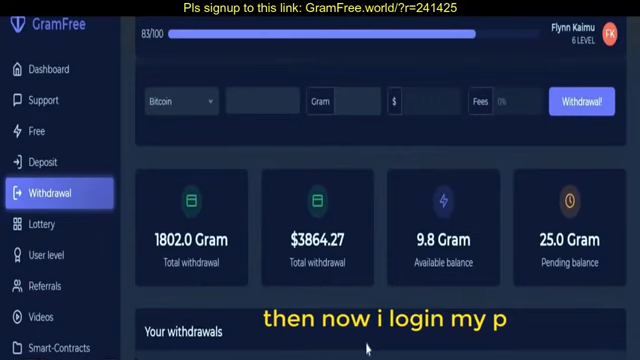 Pls signup to this link: GramFree.world/?r=241425
GramFree
83/100
Flynn Kaimu
6 LEVEL
FK
Dashboard
Support
Free
Deposit
Withdrawal
Lottery
User level
Referrals
Videos
Smart-Contracts
Bitcoin
Gram
$
Fees
0%
Withdrawal!
1802.0 Gram
Total withdrawal
$3864.27
Total withdrawal
9.8 Gram
Available balance
25.0 Gram
Pending balance
then now i login my p
Your withdrawals